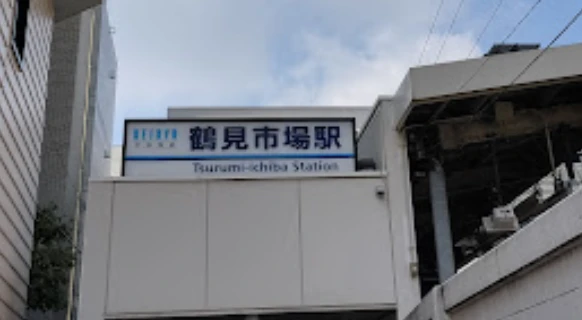 KEIKYU
鶴見市場駅
Tsurumi-ichiba Station